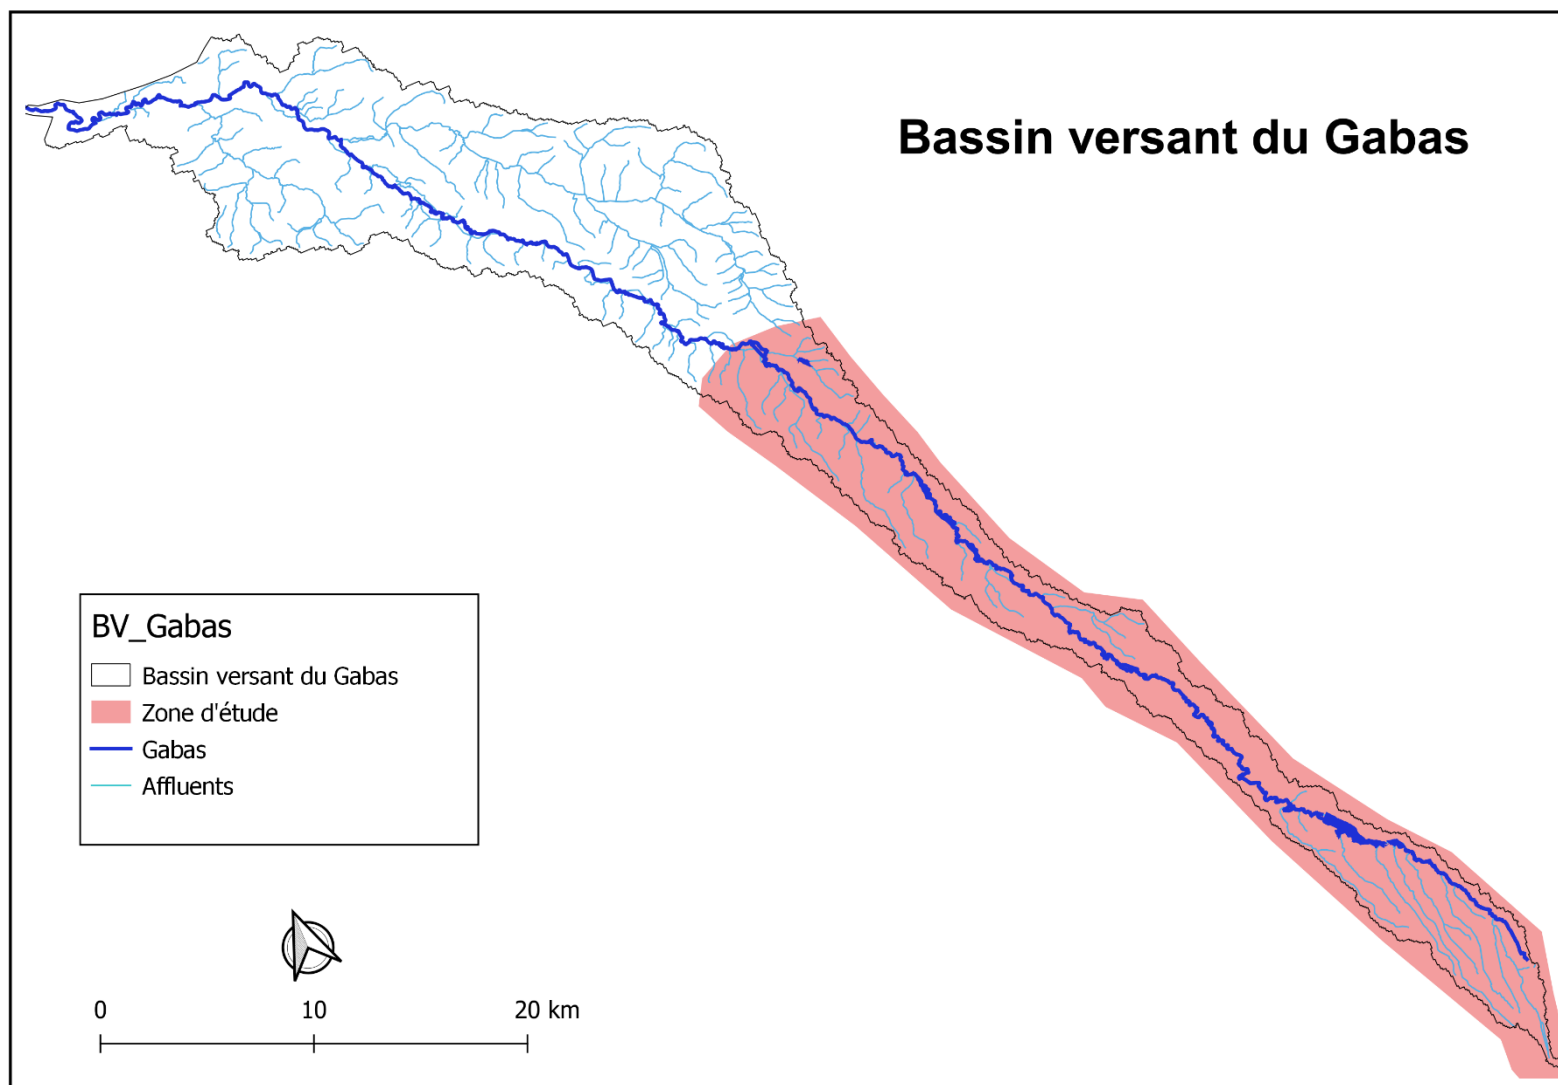 Bassin versant du Gabas
BV_Gabas
Bassin versant du Gabas
Zone d'étude
Gabas
Affluents
0 10 20 km